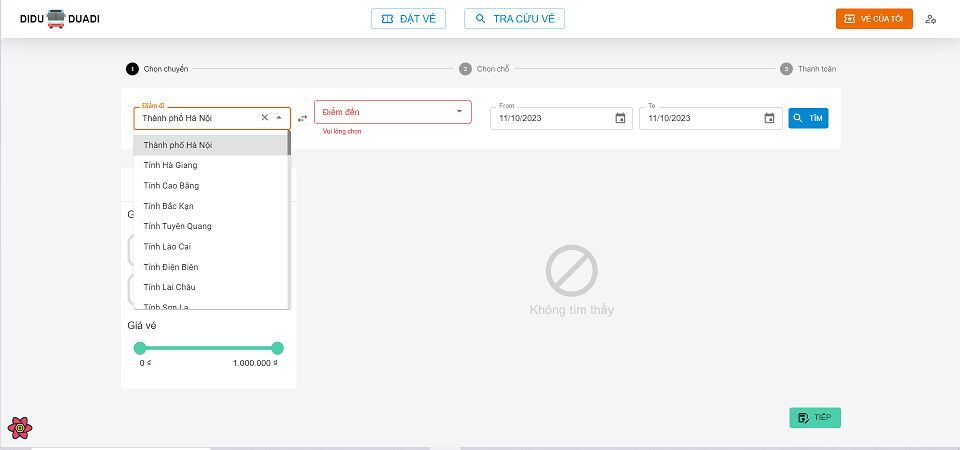 DIDU DUADI
ĐẶT VÉ
TRA CỨU VÉ
VÉ CỦA TÔI
1 Chọn chuyến
2 Chọn chỗ
3 Thanh toán
Điểm đi
Thành phố Hà Nội
Điểm đến
Vui lòng chọn
From
11/10/2023
To
11/10/2023
TÌM
Thành phố Hà Nội
Tỉnh Hà Giang
Tỉnh Cao Bằng
Tỉnh Bắc Kạn
Tỉnh Tuyên Quang
Tỉnh Lào Cai
Tỉnh Điện Biên
Tỉnh Lai Châu
Tỉnh Sơn La
G
Giá vé
0 ₫
1.000.000 ₫
Không tìm thấy
TIẾP